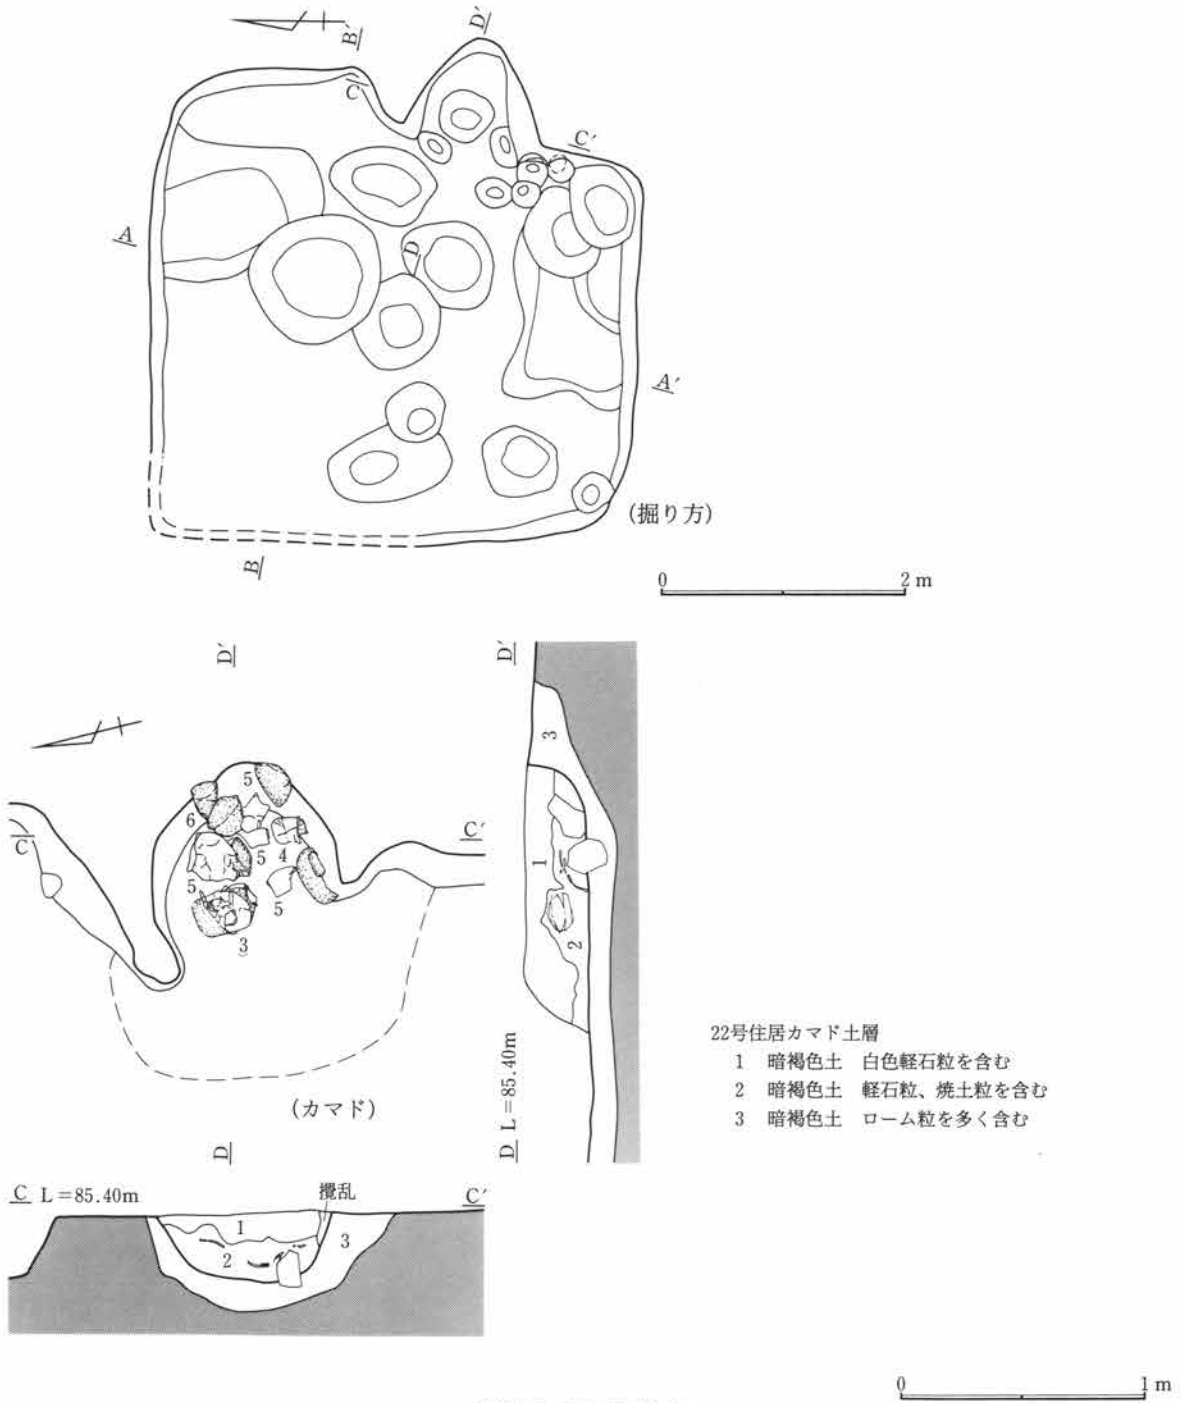 B′
D′
C
C′
A
D
A′
B
(掘り方)
0 2 m
D′
D′
3
C
C′
5
6
5
4
5
5
3
1
2
(カマド)
D
D L=85.40m
22号住居カマド土層
1 暗褐色土 白色軽石粒を含む
2 暗褐色土 軽石粒、焼土粒を含む
3 暗褐色土 ローム粒を多く含む
C L=85.40m
攪乱
C′
1
2
3
0 1 m